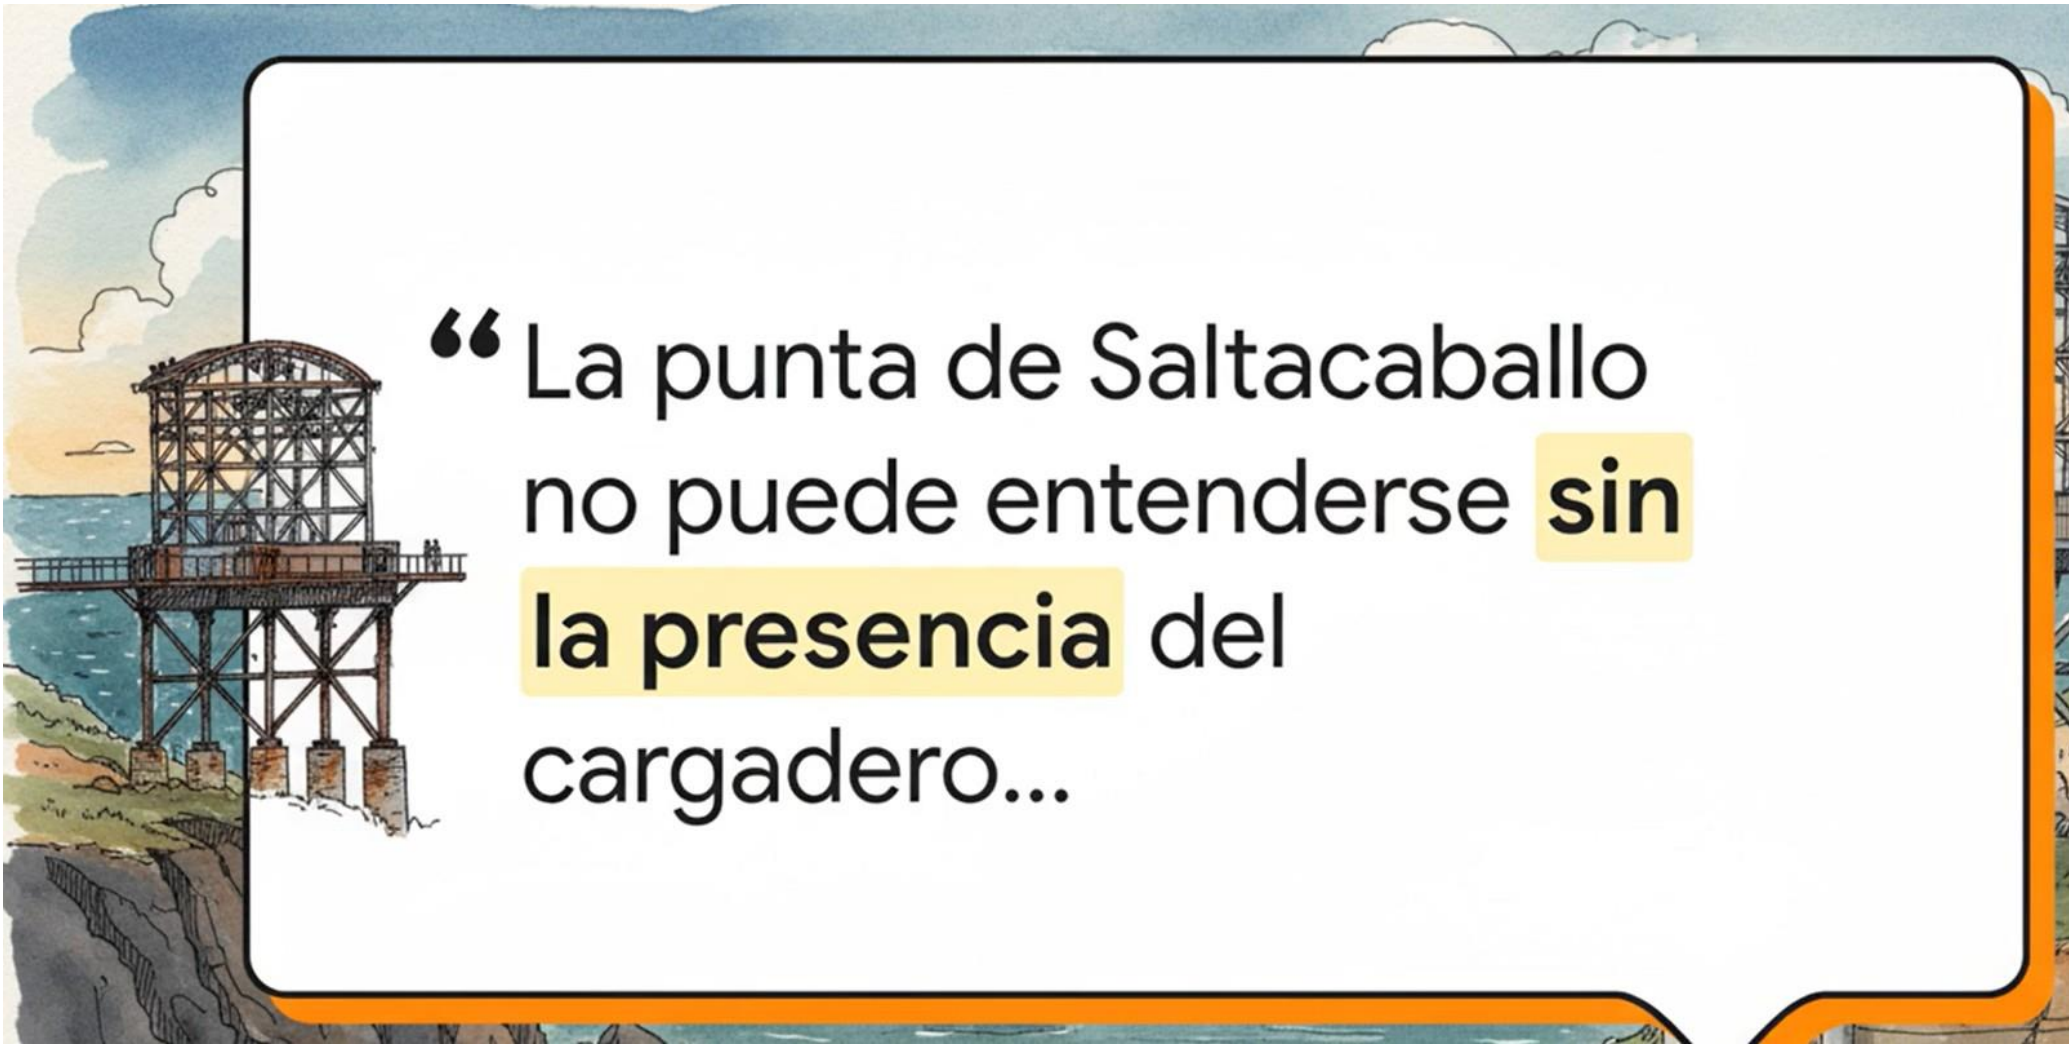 “La punta de Saltacaballo
no puede entenderse sin
la presencia del
cargadero...